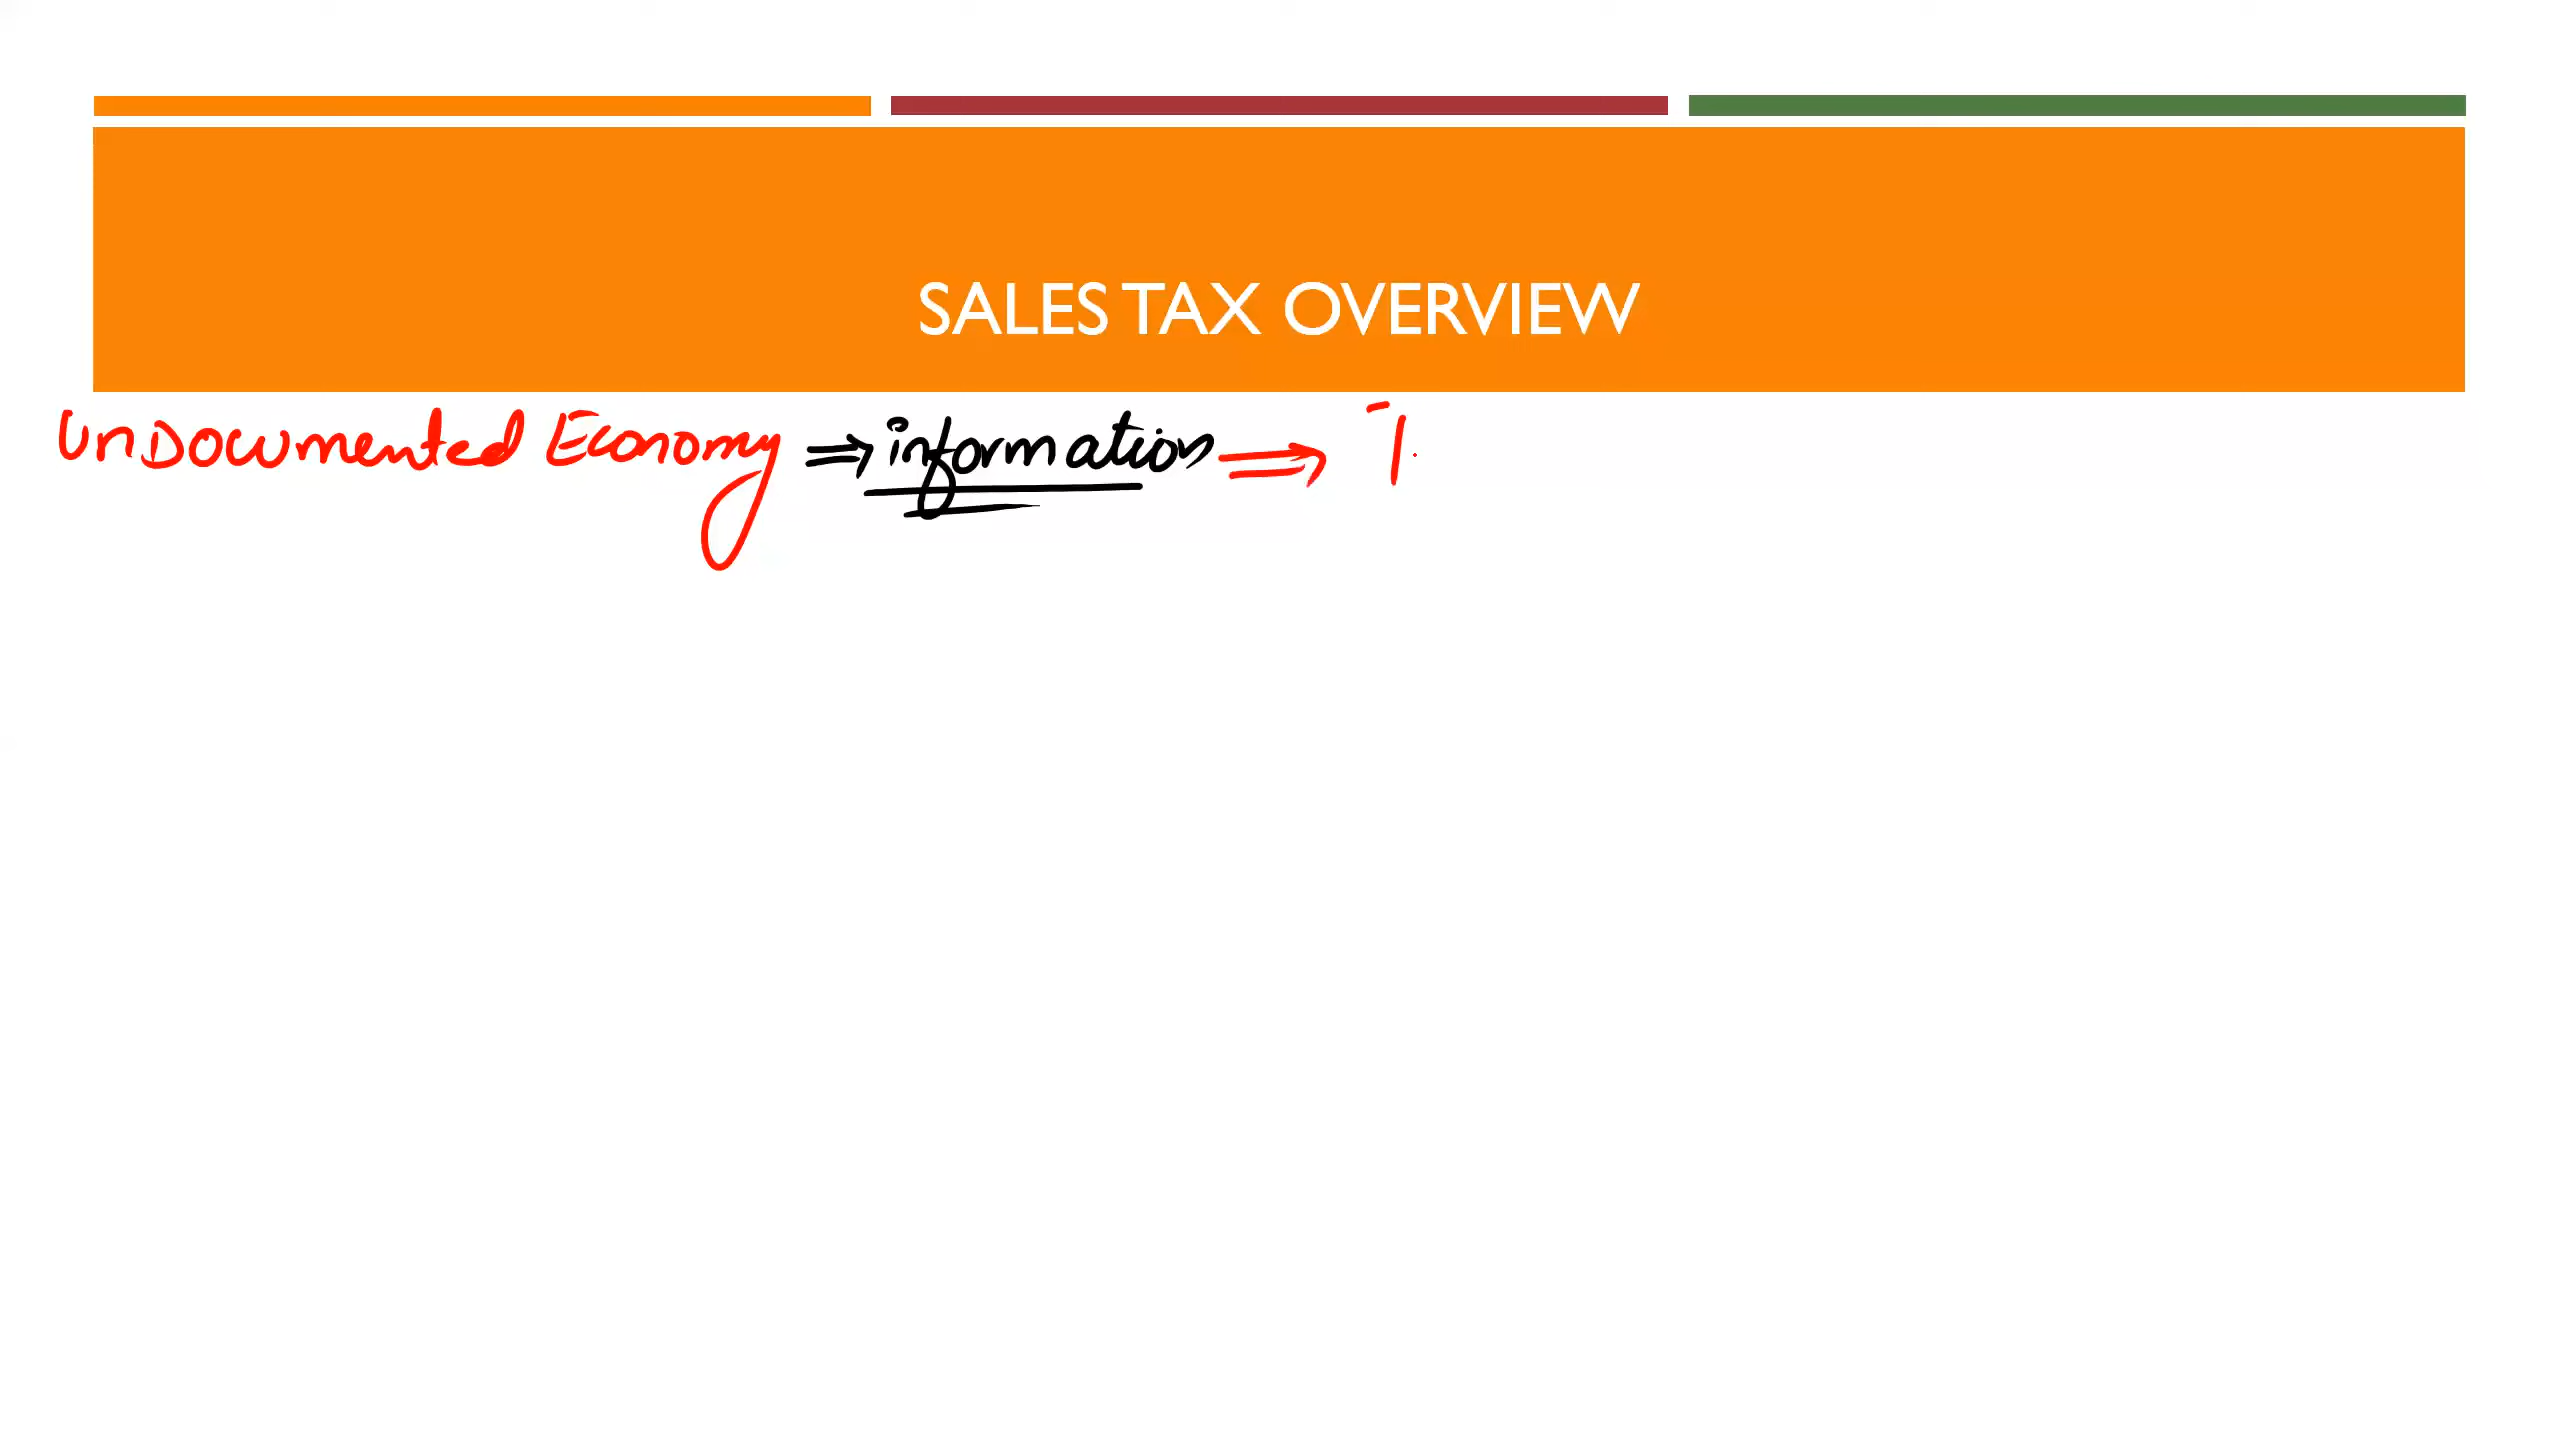 SALES TAX OVERVIEW
UnDocumented Economy ⇒ information ⇒ T